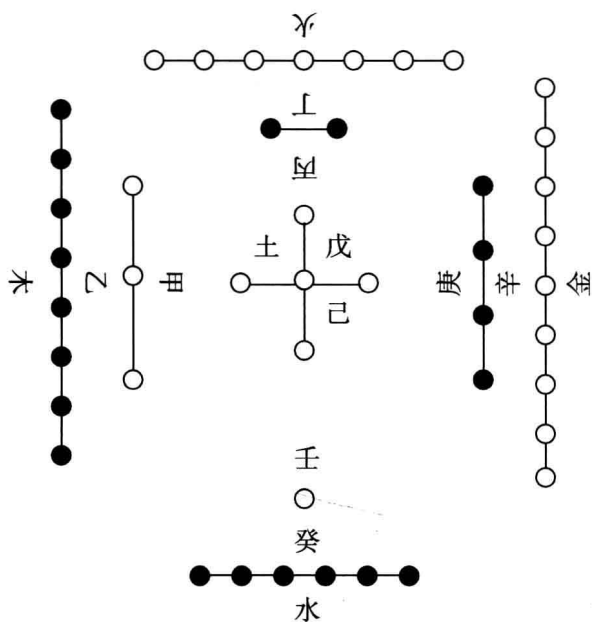 火
丁
丙
木
乙
甲
土
戊
己
庚
辛
金
壬
癸
水